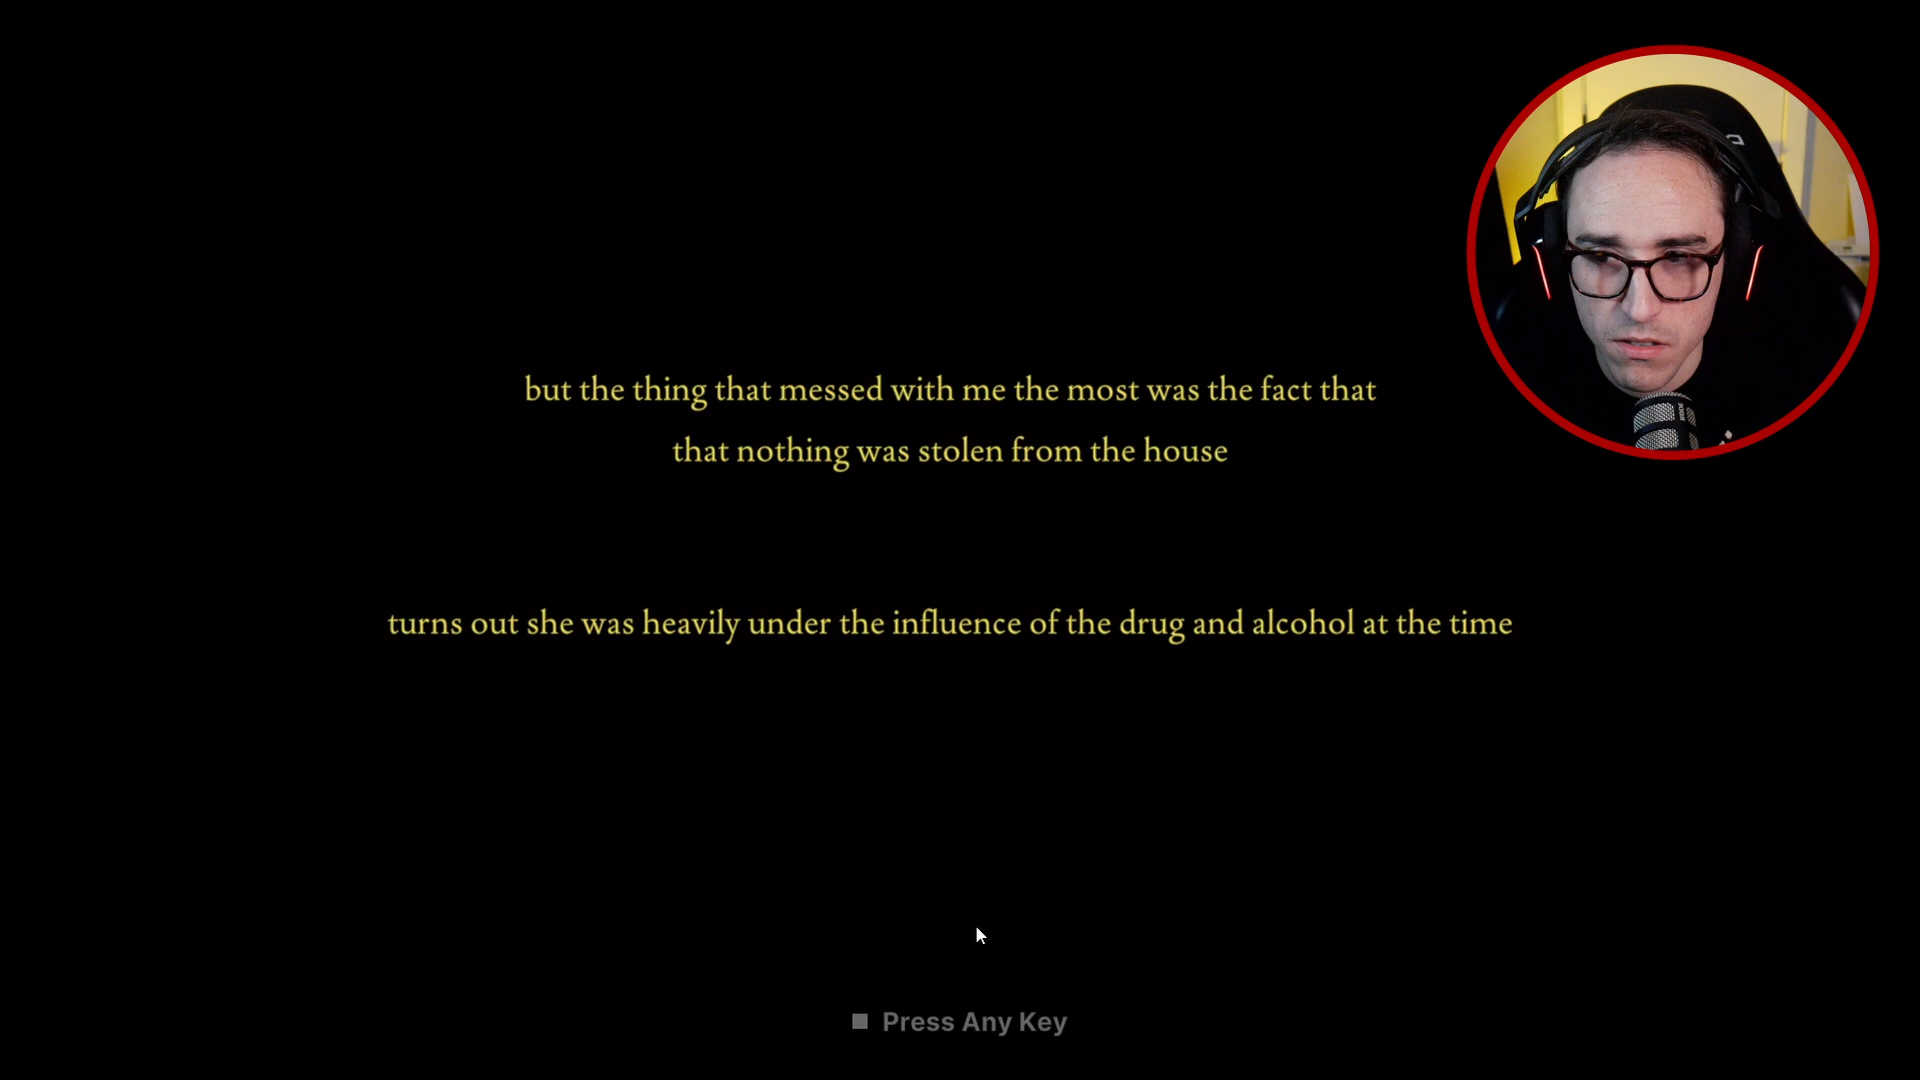 but the thing that messed with me the most was the fact that
that nothing was stolen from the house
turns out she was heavily under the influence of the drug and alcohol at the time
Press Any Key